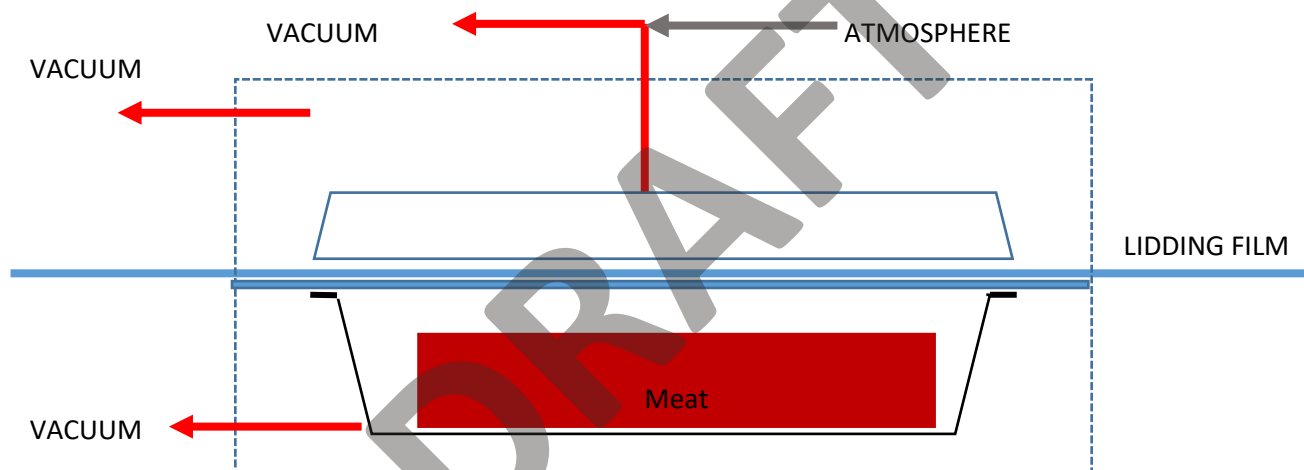 VACUUM
ATMOSPHERE
VACUUM
LIDDING FILM
Meat
VACUUM
DRAFT